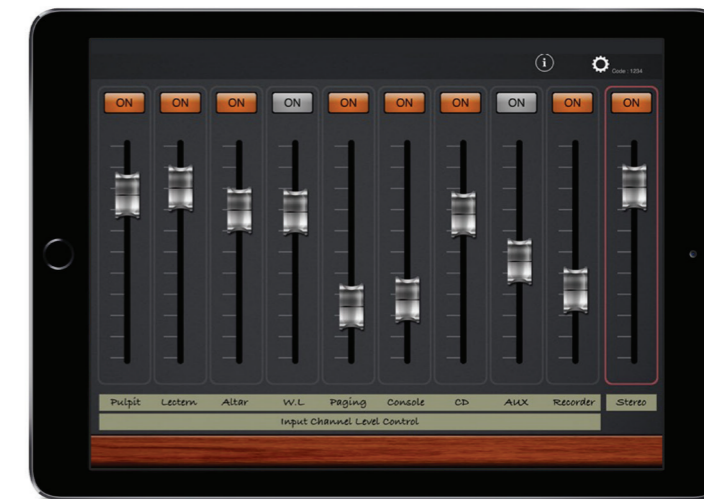 i
Code : 1234
ON ON ON ON ON ON ON ON ON ON
Pulpit Lectern Altar W.L Paging Console CD AUX Recorder Stereo
Input Channel Level Control